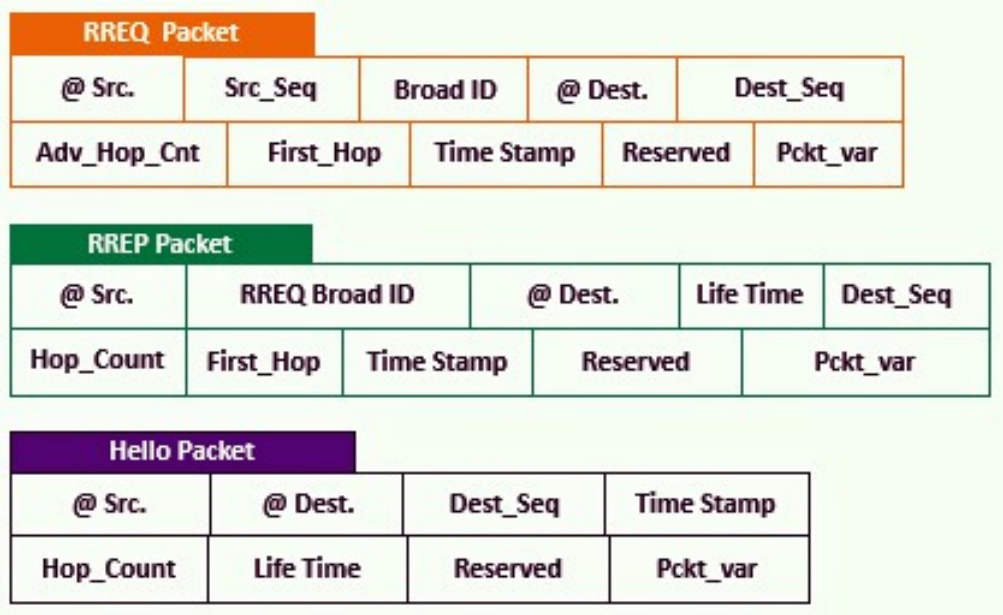 RREQ Packet
@ Src. Src_Seq Broad ID @ Dest. Dest_Seq
Adv_Hop_Cnt First_Hop Time Stamp Reserved Pckt_var
RREP Packet
@ Src. RREQ Broad ID @ Dest. Life Time Dest_Seq
Hop_Count First_Hop Time Stamp Reserved Pckt_var
Hello Packet
@ Src. @ Dest. Dest_Seq Time Stamp
Hop_Count Life Time Reserved Pckt_var